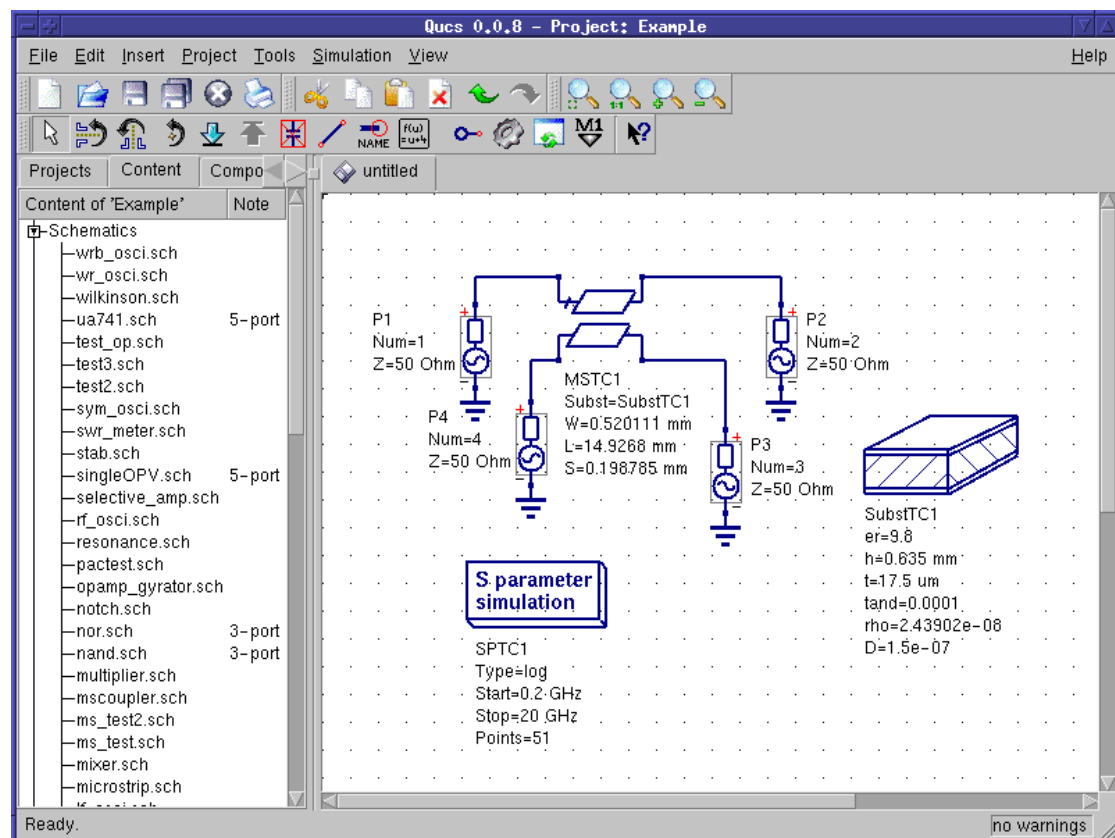 Qucs 0.0.8 - Project: Example
File Edit Insert Project Tools Simulation View Help
NAME
f(u)
=u+4
M1
Projects Content Compo
untitled
Content of 'Example' Note
Schematics
wrb_osci.sch
wr_osci.sch
wilkinson.sch
ua741.sch 5-port
test_op.sch
test3.sch
test2.sch
sym_osci.sch
swr_meter.sch
stab.sch
singleOPV.sch 5-port
selective_amp.sch
rf_osci.sch
resonance.sch
pactest.sch
opamp_gyrator.sch
notch.sch
nor.sch 3-port
nand.sch 3-port
multiplier.sch
mscoupler.sch
ms_test2.sch
ms_test.sch
mixer.sch
microstrip.sch
P1
Num=1
Z=50 Ohm
P2
Num=2
Z=50 Ohm
MSTC1
Subst=SubstTC1
W=0.520111 mm
L=14.9268 mm
S=0.198785 mm
P4
Num=4
Z=50 Ohm
P3
Num=3
Z=50 Ohm
SubstTC1
er=9.8
h=0.635 mm
t=17.5 um
tand=0.0001
rho=2.43902e-08
D=1.5e-07
S parameter
simulation
SPTC1
Type=log
Start=0.2 GHz
Stop=20 GHz
Points=51
Ready.
no warnings